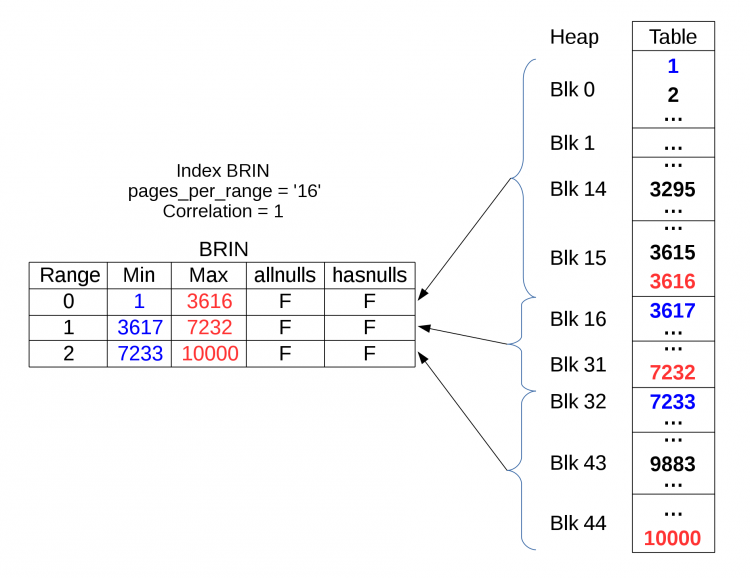 Index BRIN
pages_per_range = '16'
Correlation = 1
BRIN
Range Min Max allnulls hasnulls
0 1 3616 F F
1 3617 7232 F F
2 7233 10000 F F
Heap Table
1
Blk 0 2
...
Blk 1 ...
...
Blk 14 3295
...
...
Blk 15 3615
3616
Blk 16 3617
...
...
Blk 31 7232
Blk 32 7233
...
...
Blk 43 9883
...
...
Blk 44 10000